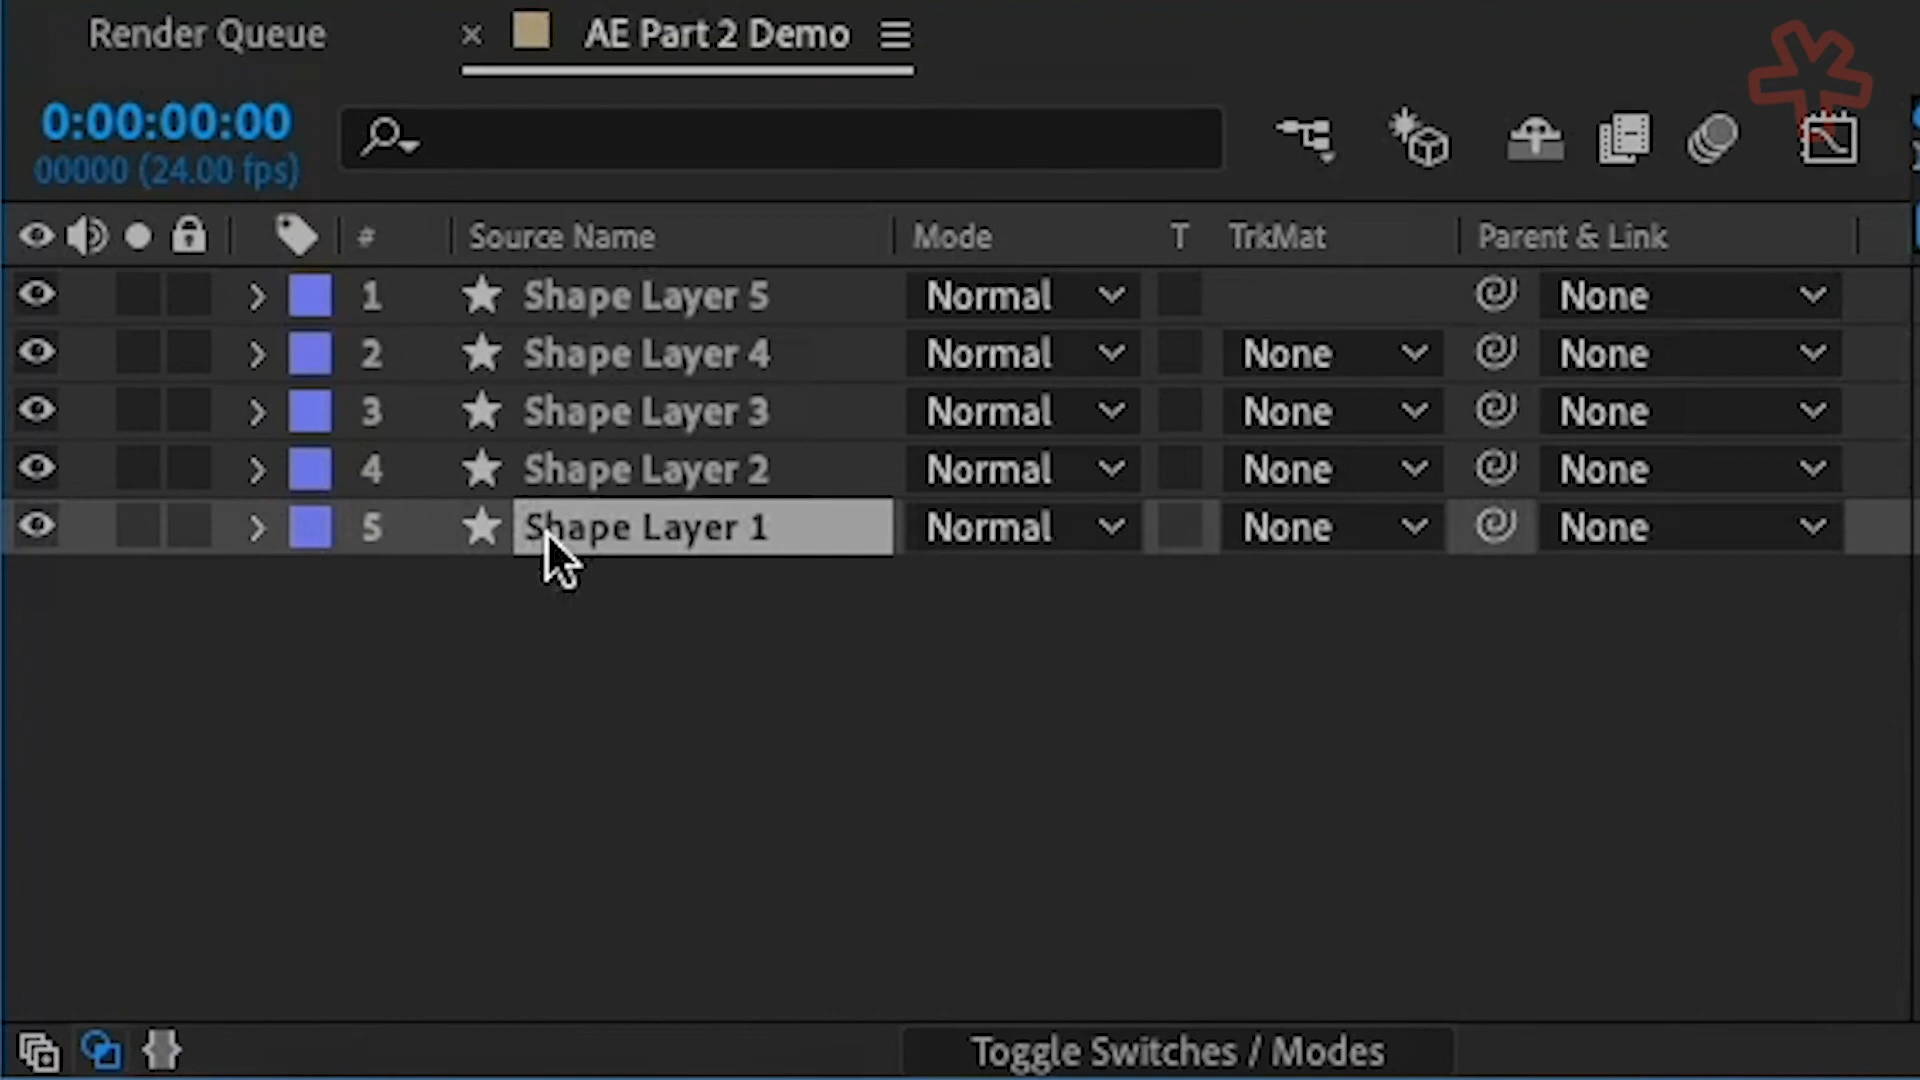 Render Queue
× AE Part 2 Demo
0:00:00:00
00000 (24.00 fps)
# Source Name Mode T TrkMat Parent & Link
1 Shape Layer 5 Normal None
2 Shape Layer 4 Normal None None
3 Shape Layer 3 Normal None None
4 Shape Layer 2 Normal None None
5 Shape Layer 1 Normal None None
Toggle Switches / Modes